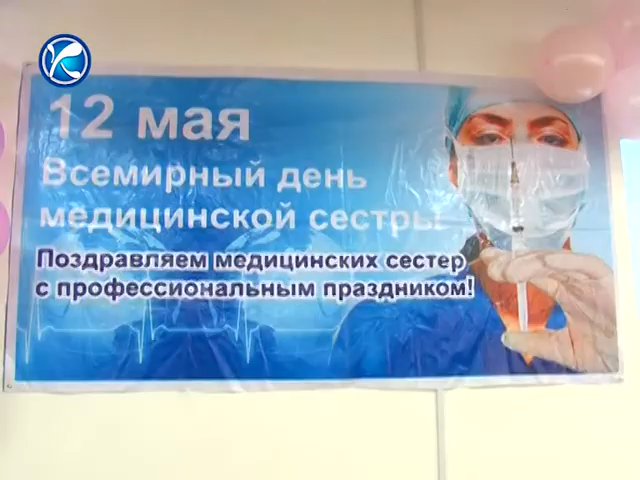 12 мая
Всемирный день
медицинской сестры
Поздравляем медицинских сестер
с профессиональным праздником!